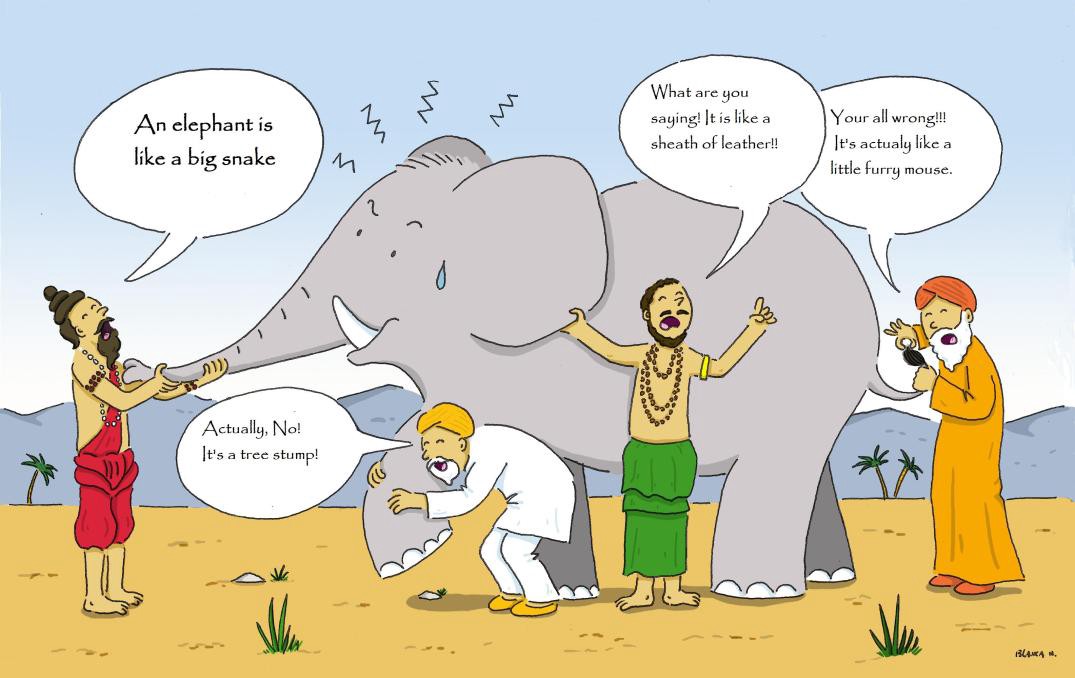 An elephant is
like a big snake
What are you
saying! It is like a
sheath of leather!!
Your all wrong!!!
It's actualy like a
little furry mouse.
Actually, No!
It's a tree stump!